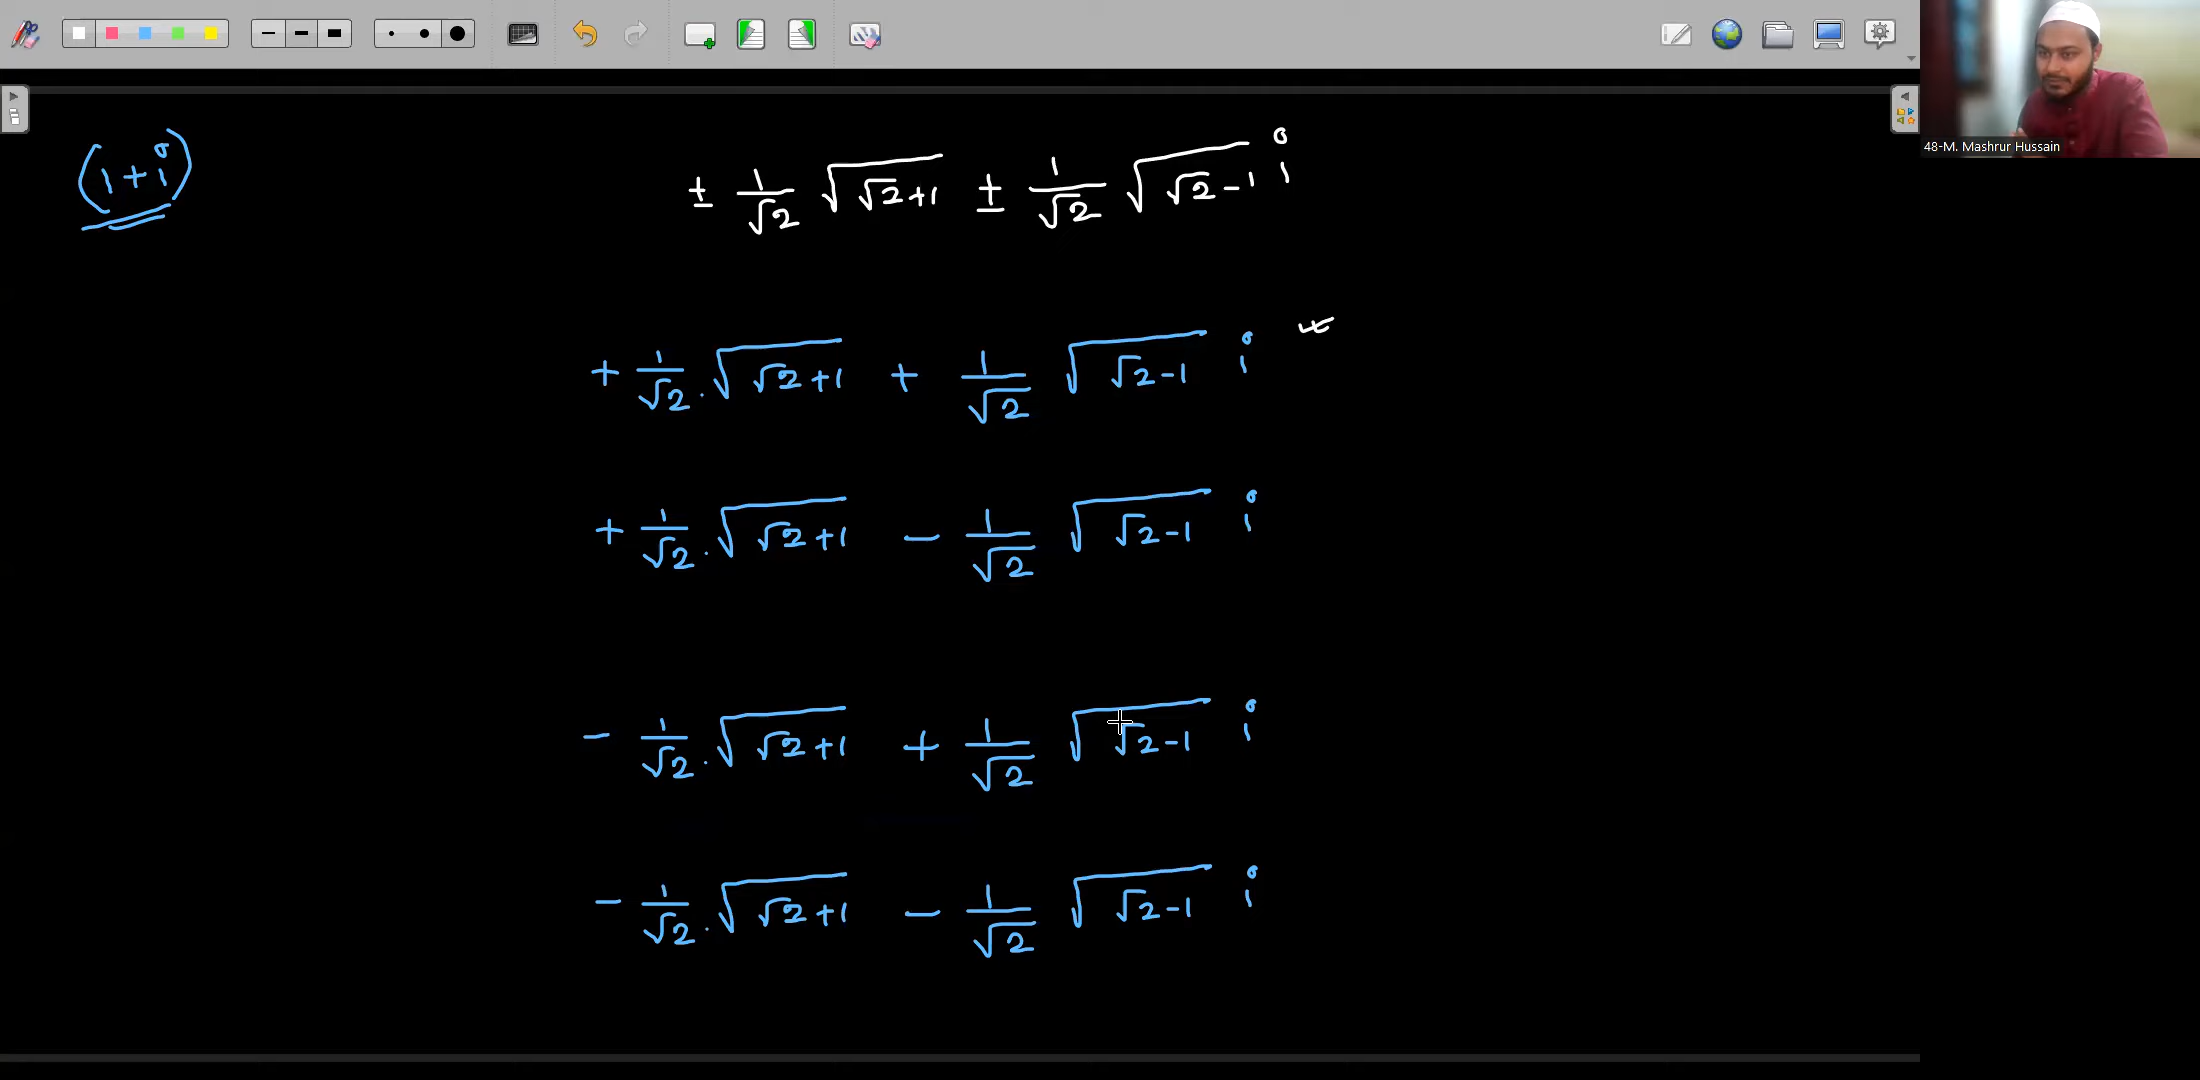 (1+i)
± 1/√2 √(√2+1) ± 1/√2 √(√2-1) i
+ 1/√2 . √(√2+1) + 1/√2 √(√2-1) i
+ 1/√2 . √(√2+1) - 1/√2 √(√2-1) i
- 1/√2 . √(√2+1) + 1/√2 √(√2-1) i
- 1/√2 . √(√2+1) - 1/√2 √(√2-1) i
48-M. Mashrur Hussain